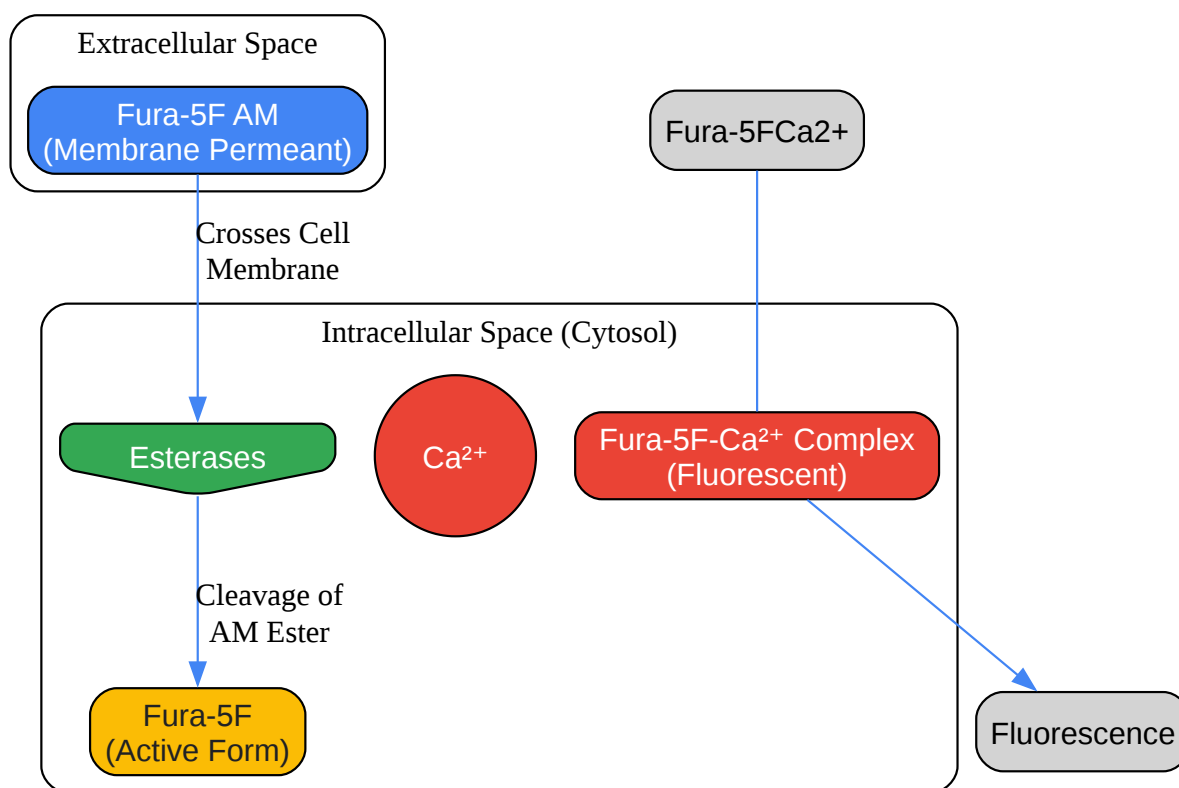 Extracellular Space
Fura-5F AM
(Membrane Permeant)
Fura-5FCa2+
Crosses Cell
Membrane
Intracellular Space (Cytosol)
Esterases
Ca²⁺
Fura-5F-Ca²⁺ Complex
(Fluorescent)
Cleavage of
AM Ester
Fura-5F
(Active Form)
Fluorescence